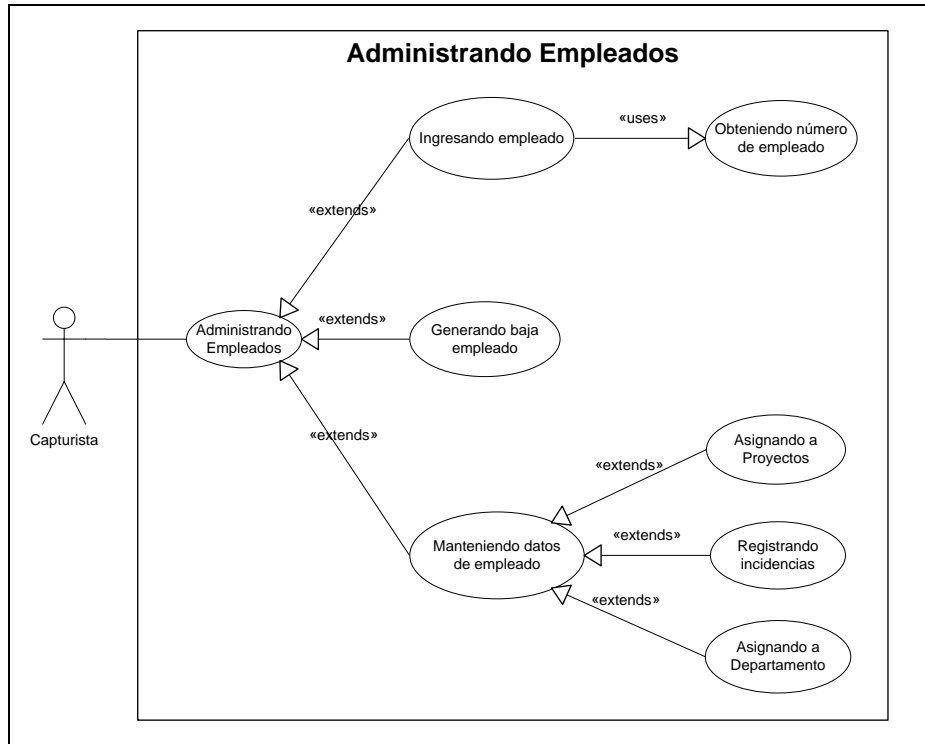 Administrando Empleados
Ingresando empleado
«uses»
Obteniendo número
de empleado
«extends»
Administrando
Empleados
«extends»
Generando baja
empleado
Capturista
«extends»
Manteniendo datos
de empleado
«extends»
Asignando a
Proyectos
«extends»
Registrando
incidencias
«extends»
Asignando a
Departamento